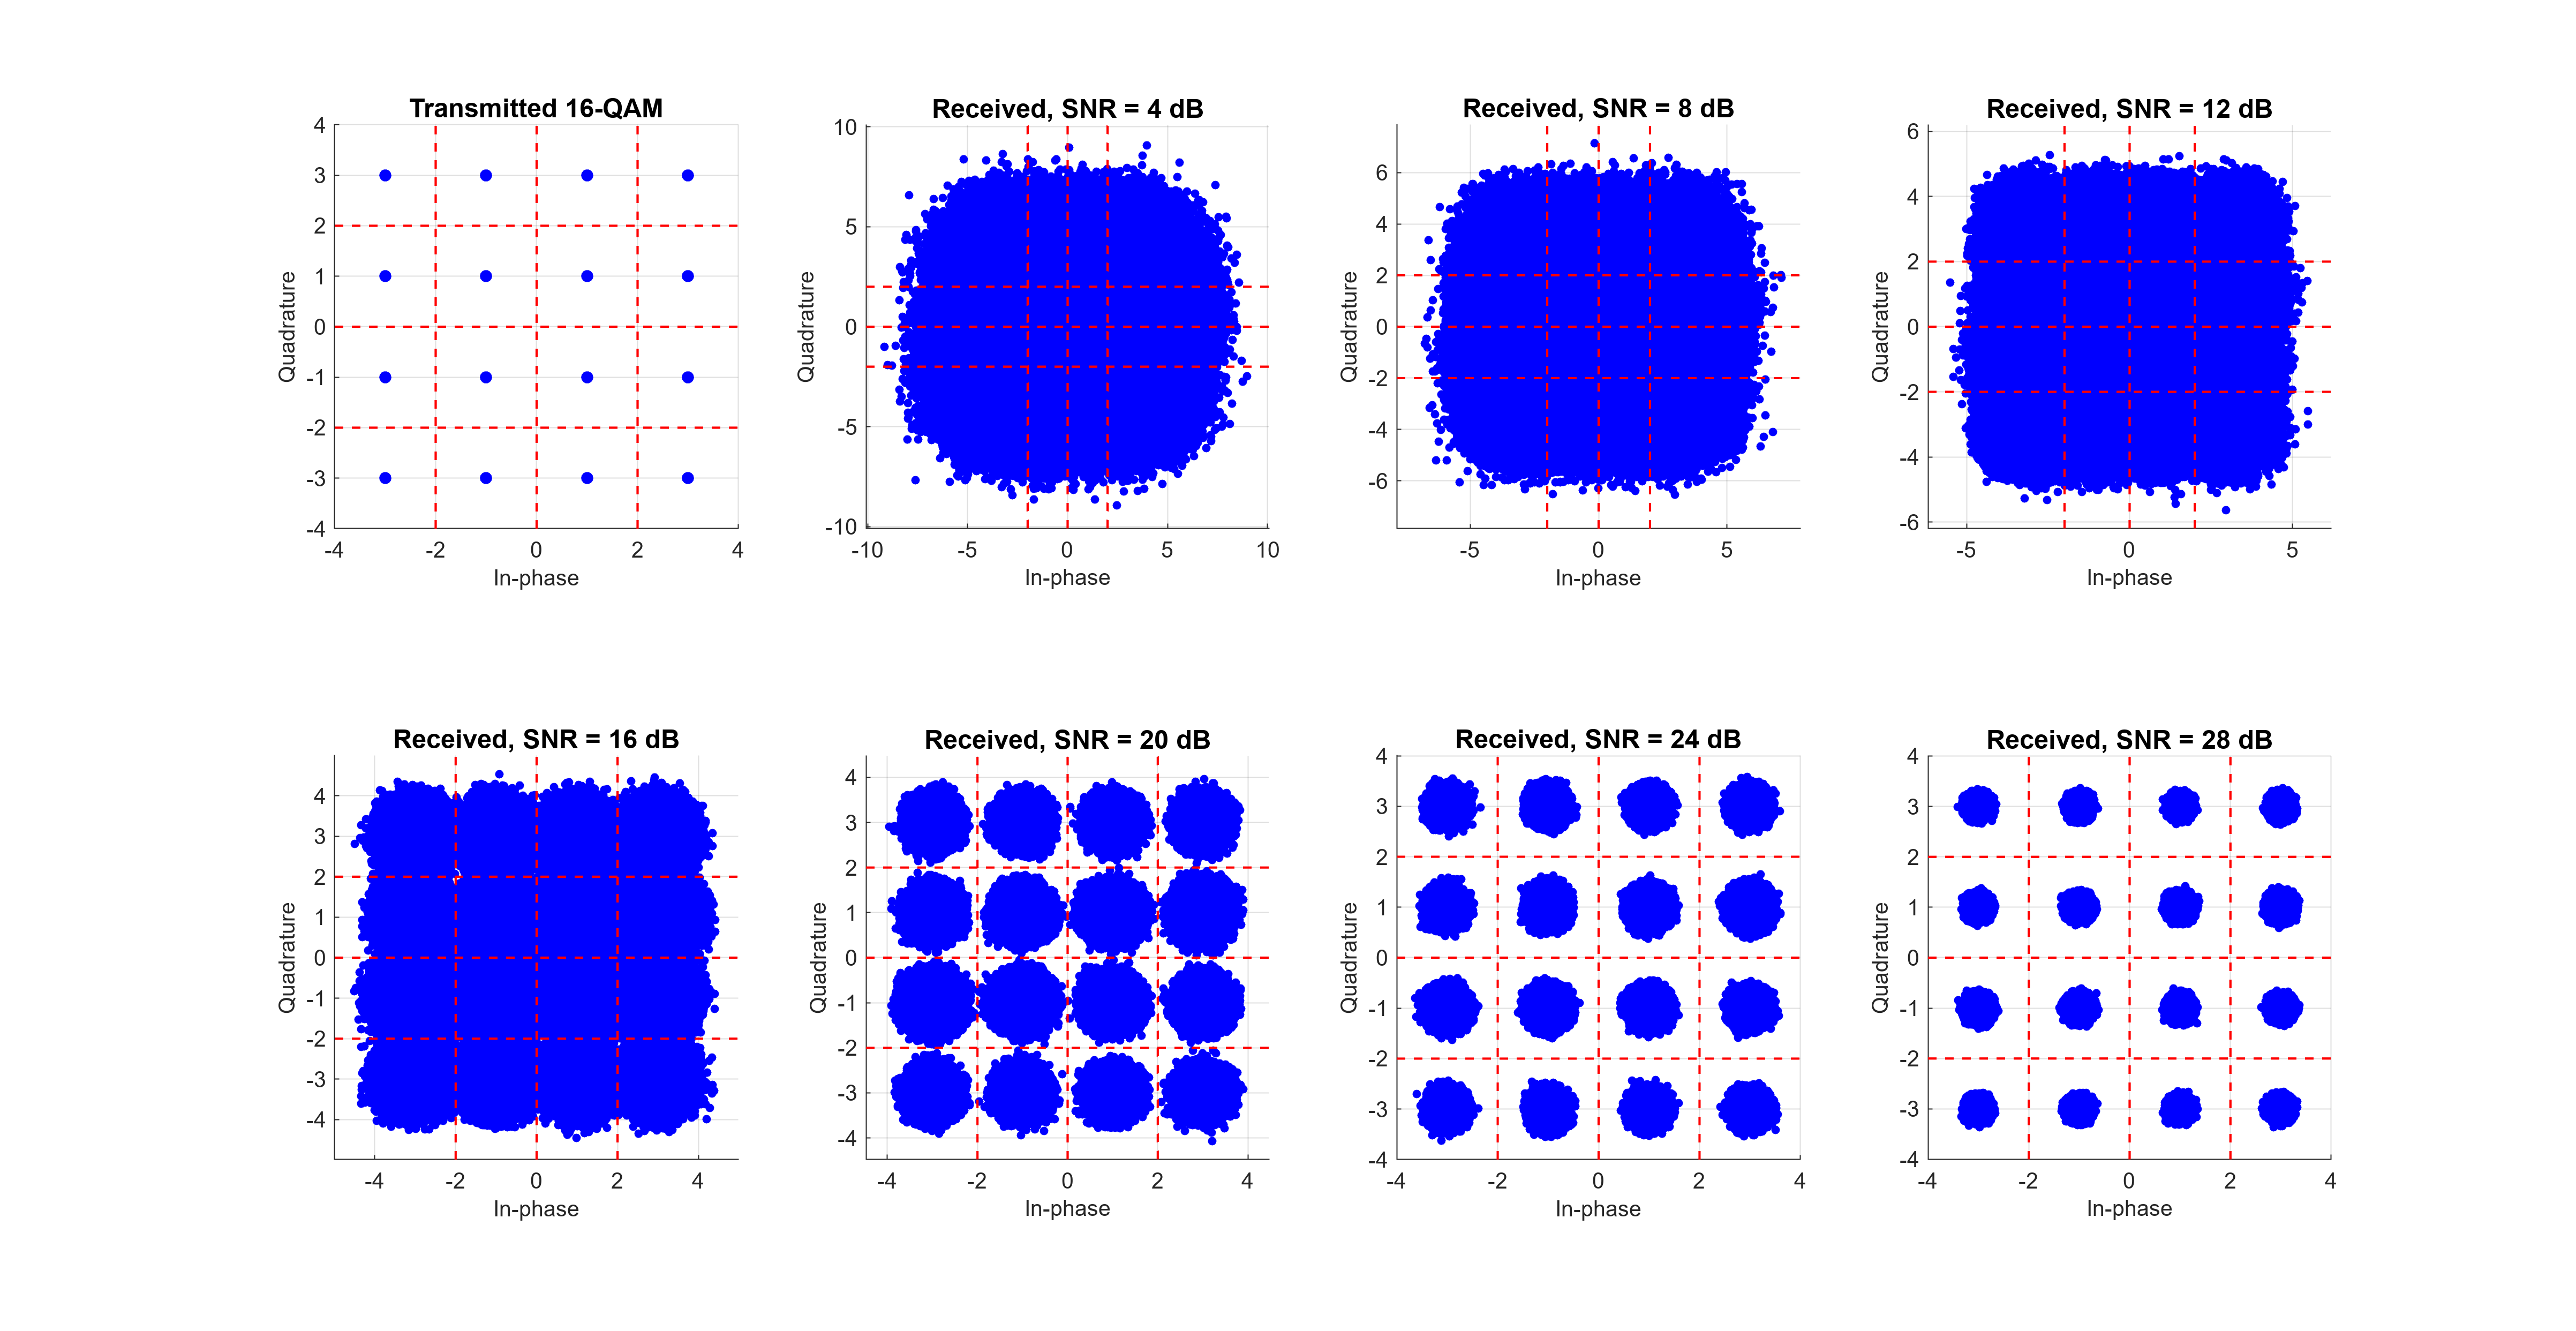 Transmitted 16-QAM
4
3
2
1
0
-1
-2
-3
-4
Quadrature
-4 -2 0 2 4
In-phase
Received, SNR = 4 dB
10
5
0
-5
-10
Quadrature
-10 -5 0 5 10
In-phase
Received, SNR = 8 dB
6
4
2
0
-2
-4
-6
Quadrature
-5 0 5
In-phase
Received, SNR = 12 dB
6
4
2
0
-2
-4
-6
Quadrature
-5 0 5
In-phase
Received, SNR = 16 dB
4
3
2
1
0
-1
-2
-3
-4
Quadrature
-4 -2 0 2 4
In-phase
Received, SNR = 20 dB
4
3
2
1
0
-1
-2
-3
-4
Quadrature
-4 -2 0 2 4
In-phase
Received, SNR = 24 dB
4
3
2
1
0
-1
-2
-3
-4
Quadrature
-4 -2 0 2 4
In-phase
Received, SNR = 28 dB
4
3
2
1
0
-1
-2
-3
-4
Quadrature
-4 -2 0 2 4
In-phase